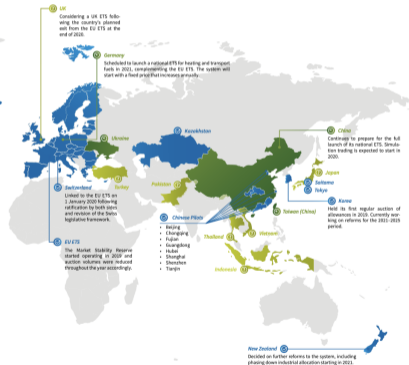 UK
Considering a UK ETS follo-
wing the country's planned
exit from the EU ETS at the
end of 2020.
Germany
Scheduled to launch a national ETS for heating and transport
fuels in 2021, complementing the EU ETS. The system will
start with a fixed price that increases annually.
Ukraine
Kazakhstan
China
Continues to prepare for the full
launch of its national ETS. Simula-
tion trading is expected to start in
2020.
Japan
Saitama
Tokyo
Pakistan
Turkey
Switzerland
Linked to the EU ETS on
1 January 2020 following
ratification by both sides
and revision of the Swiss
legislative framework.
Korea
Held its first regular auction of
allowances in 2019. Currently wor-
king on reforms for the 2021–2025
period.
Taiwan (China)
Chinese Pilots
• Beijing
• Chongqing
• Fujian
• Guangdong
• Hubei
• Shanghai
• Shenzhen
• Tianjin
Thailand
Vietnam
Indonesia
EU ETS
The Market Stability Reserve
started operating in 2019 and
auction volumes were reduced
throughout the year accordingly.
New Zealand
Decided on further reforms to the system, including
phasing down industrial allocation starting in 2021.